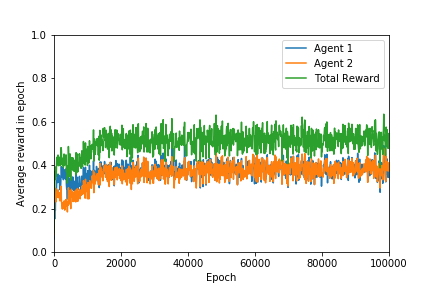 1.0
0.8
0.6
0.4
0.2
0.0
Average reward in epoch
Agent 1
Agent 2
Total Reward
0 20000 40000 60000 80000 100000
Epoch